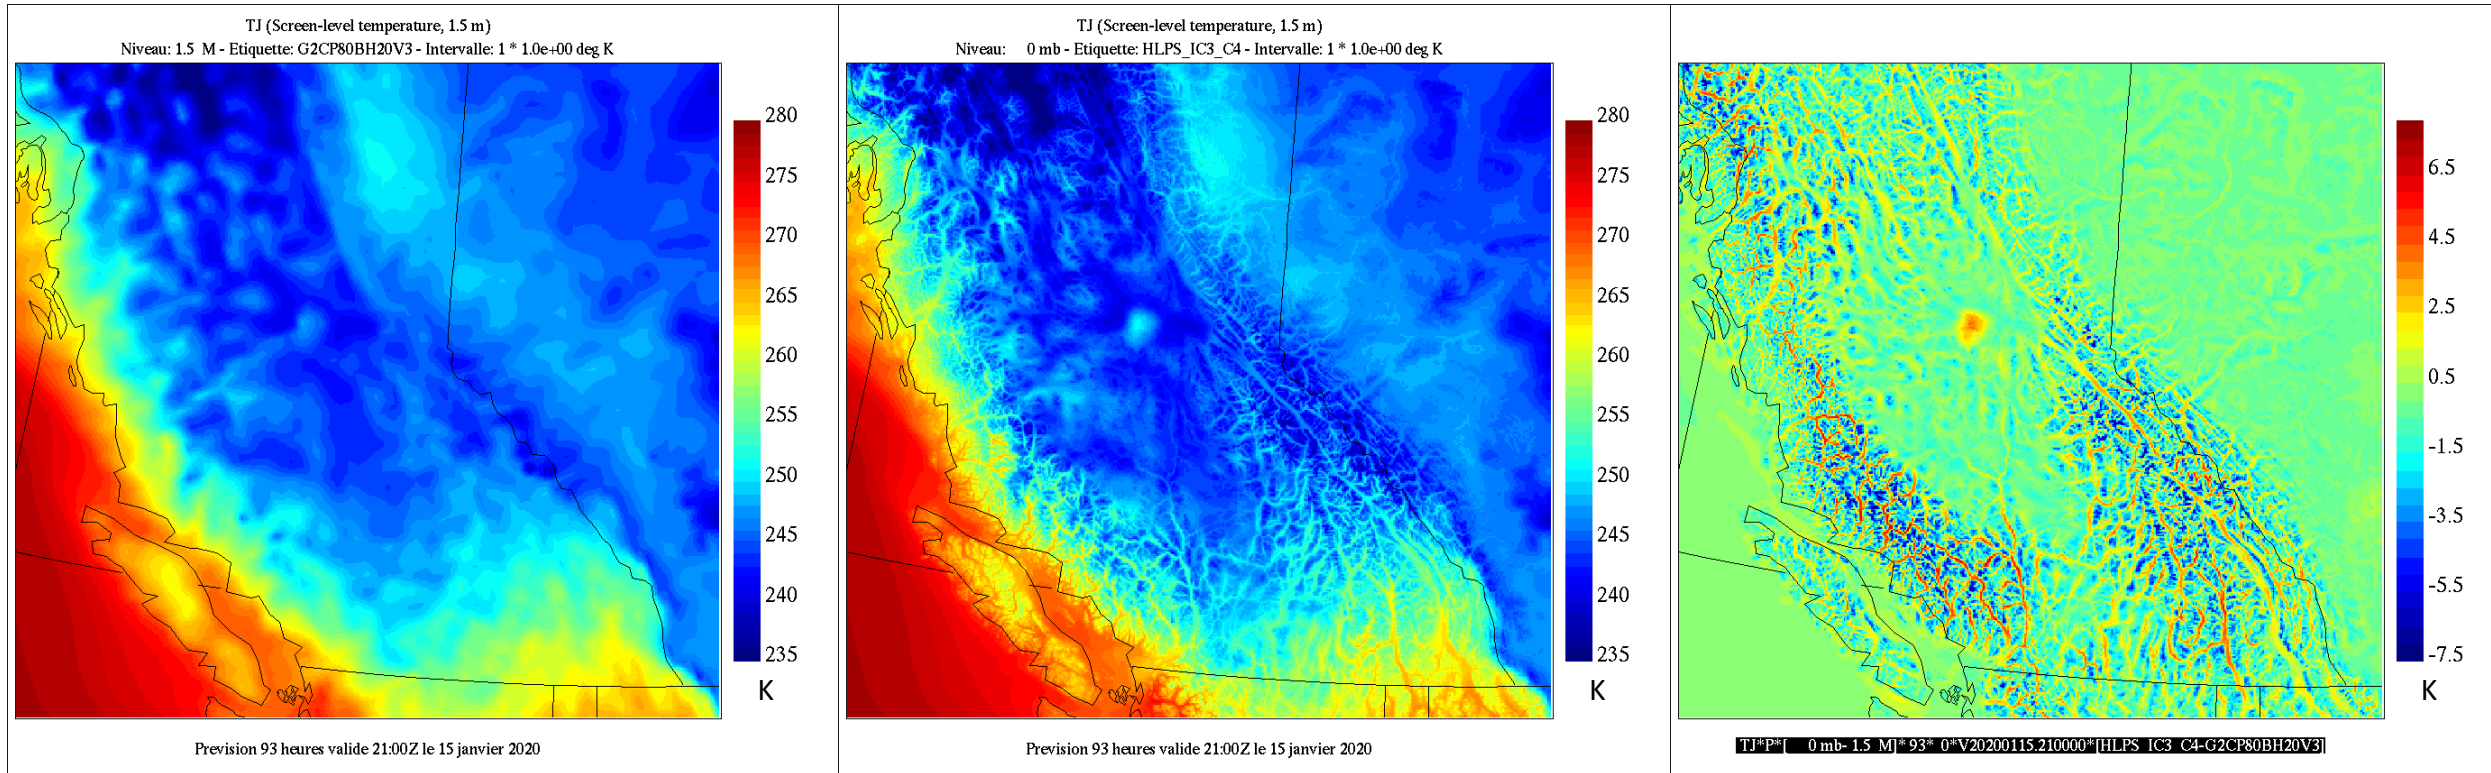 TJ (Screen-level temperature, 1.5 m)
Niveau: 1.5 M - Etiquette: G2CP80BH20V3 - Intervalle: 1 * 1.0e+00 deg K
280
275
270
265
260
255
250
245
240
235
K
Prevision 93 heures valide 21:00Z le 15 janvier 2020
TJ (Screen-level temperature, 1.5 m)
Niveau: 0 mb - Etiquette: HLPS_IC3_C4 - Intervalle: 1 * 1.0e+00 deg K
280
275
270
265
260
255
250
245
240
235
K
Prevision 93 heures valide 21:00Z le 15 janvier 2020
6.5
4.5
2.5
0.5
-1.5
-3.5
-5.5
-7.5
K
TJ*P*[ 0 mb- 1.5 M]* 93* 0*V20200115.210000*[HLPS IC3 C4-G2CP80BH20V3]